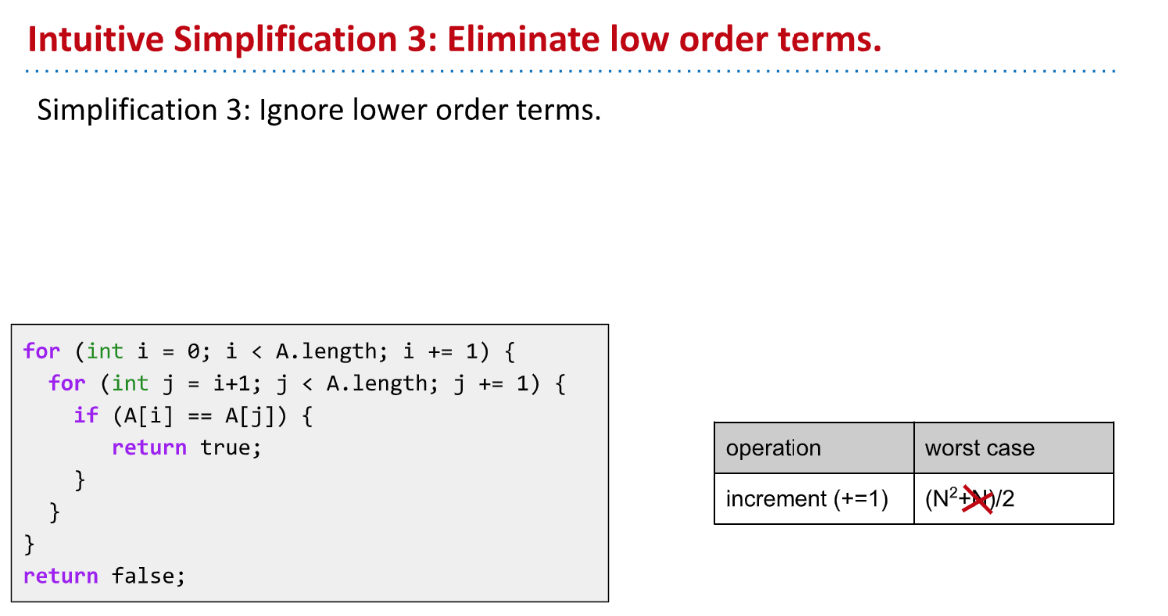 Intuitive Simplification 3: Eliminate low order terms.
Simplification 3: Ignore lower order terms.
for (int i = 0; i < A.length; i += 1) {
  for (int j = i+1; j < A.length; j += 1) {
    if (A[i] == A[j]) {
       return true;
    }
  }
}
return false;
operation worst case
increment (+=1) (N²+N)/2